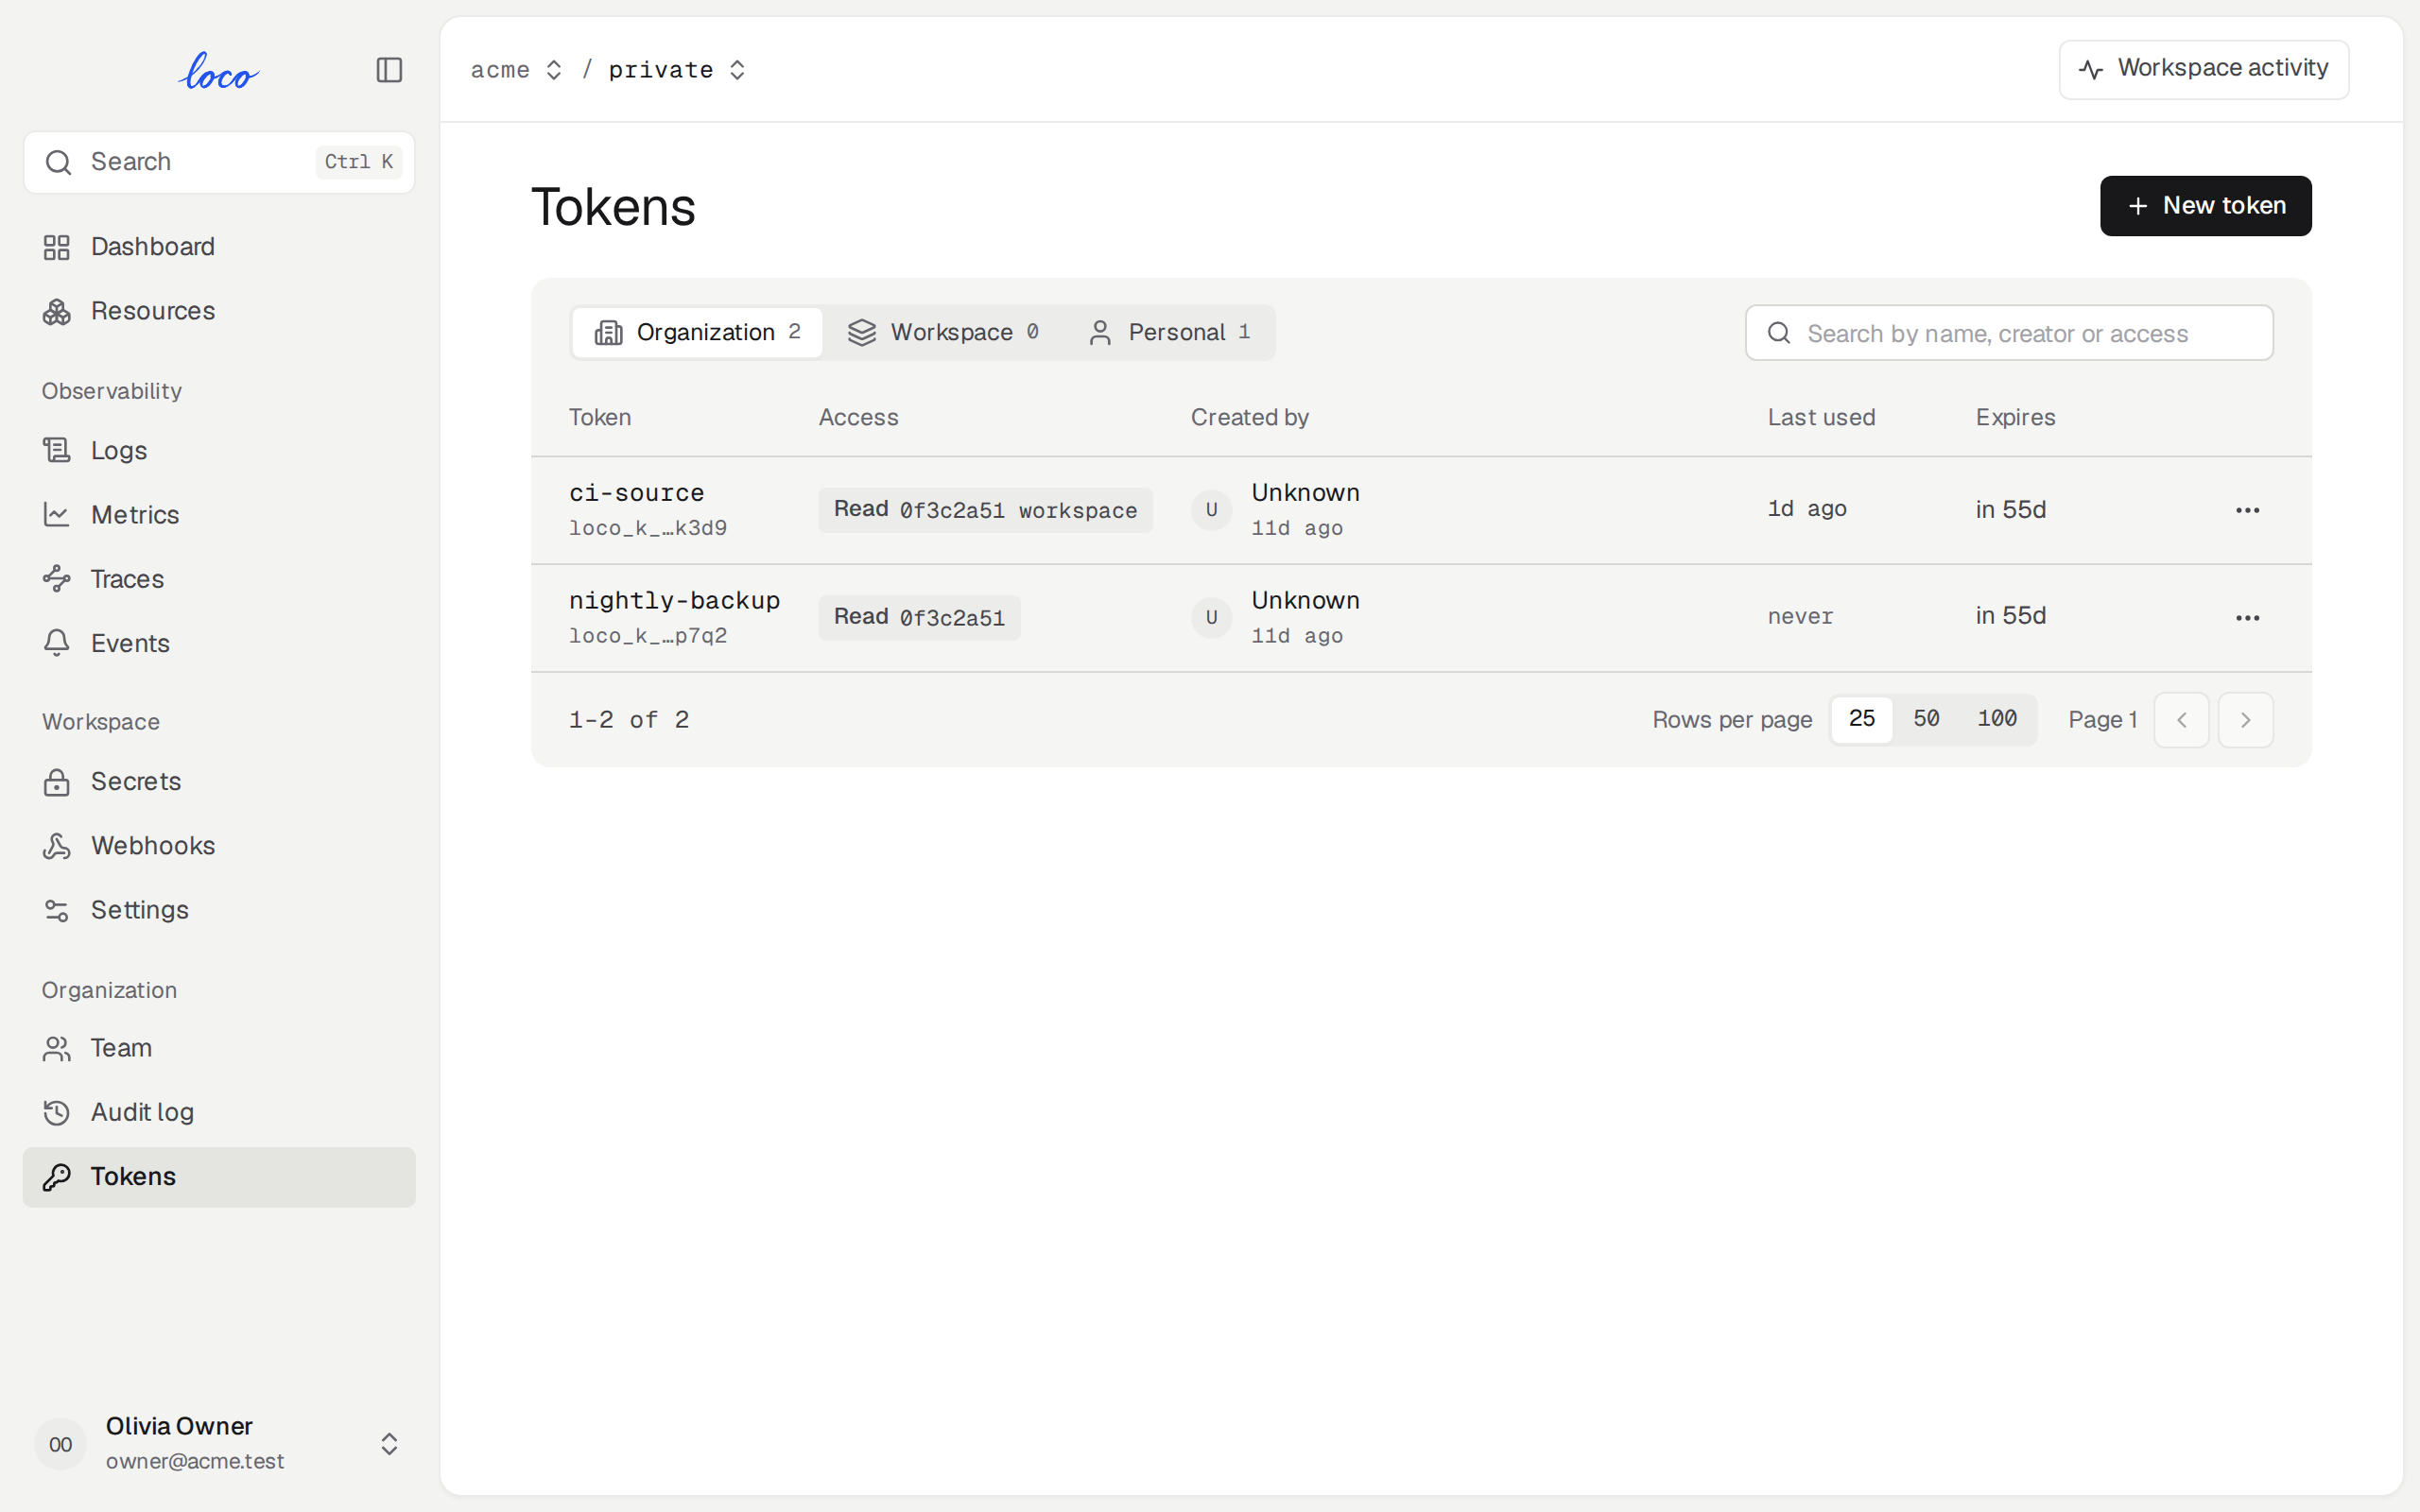 loco
Search Ctrl K
Dashboard
Resources
Observability
Logs
Metrics
Traces
Events
Workspace
Secrets
Webhooks
Settings
Organization
Team
Audit log
Tokens
OO Olivia Owner
owner@acme.test
acme / private
Workspace activity
Tokens
New token
Organization 2 Workspace 0 Personal 1
Search by name, creator or access
Token Access Created by Last used Expires
ci-source
loco_k_…k3d9
Read 0f3c2a51 workspace
U Unknown
11d ago
1d ago
in 55d
nightly-backup
loco_k_…p7q2
Read 0f3c2a51
U Unknown
11d ago
never
in 55d
1-2 of 2
Rows per page 25 50 100 Page 1